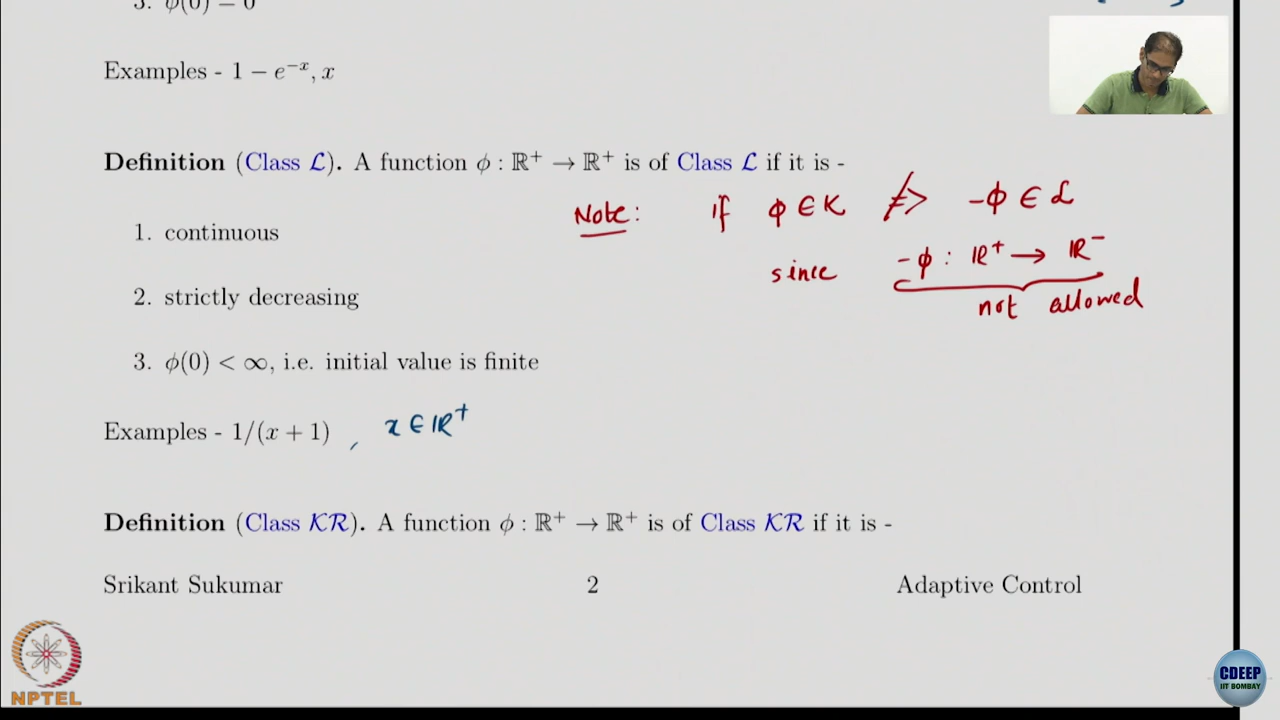 3. ϕ(0) = 0
Examples - 1 − e^{−x}, x
Definition (Class ℒ). A function ϕ : ℝ⁺ → ℝ⁺ is of Class ℒ if it is -
Note: if ϕ ∈ K ⇏ -ϕ ∈ ℒ
1. continuous
since -ϕ : ℝ⁺ → ℝ⁻
not allowed
2. strictly decreasing
3. ϕ(0) < ∞, i.e. initial value is finite
Examples - 1/(x + 1) , x ∈ ℝ⁺
Definition (Class 𝒦ℛ). A function ϕ : ℝ⁺ → ℝ⁺ is of Class 𝒦ℛ if it is -
Srikant Sukumar 2 Adaptive Control
NPTEL
CDEEP
IIT BOMBAY